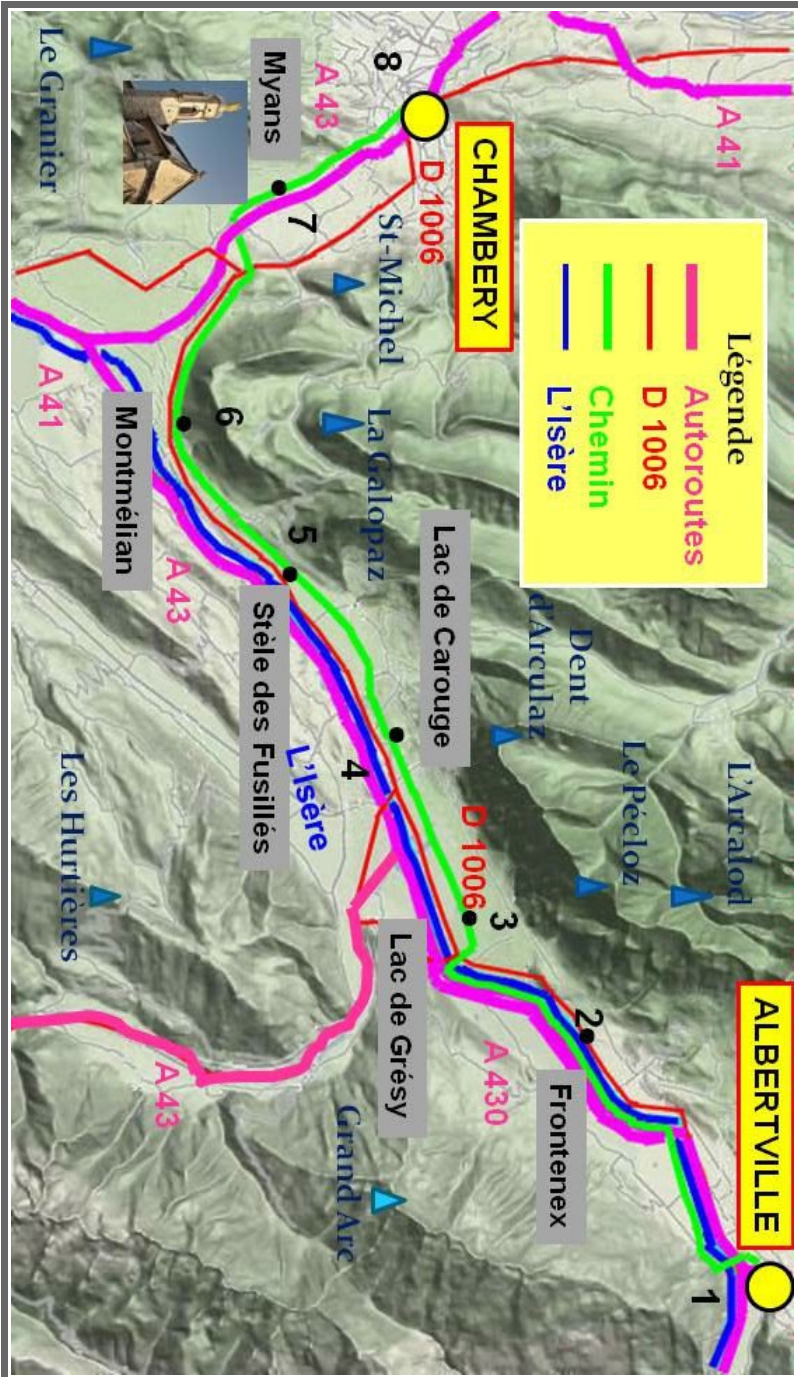 Légende
Autoroutes
D 1006
Chemin
L'Isère
CHAMBERY
ALBERTVILLE
A 41
L'Arcalod
Le Pécloz
Dent
d'Arculaz
D 1006
St-Michel
La Galopaz
Lac de Carouge
D 1006
8
A 43
Myans
7
Le Granier
6
5
4
3
2
1
Frontenex
A 430
Lac de Grésy
L'Isère
Stèle des Fusillés
A 43
Montmélian
A 41
Grand Arc
A43
Les Hurtières